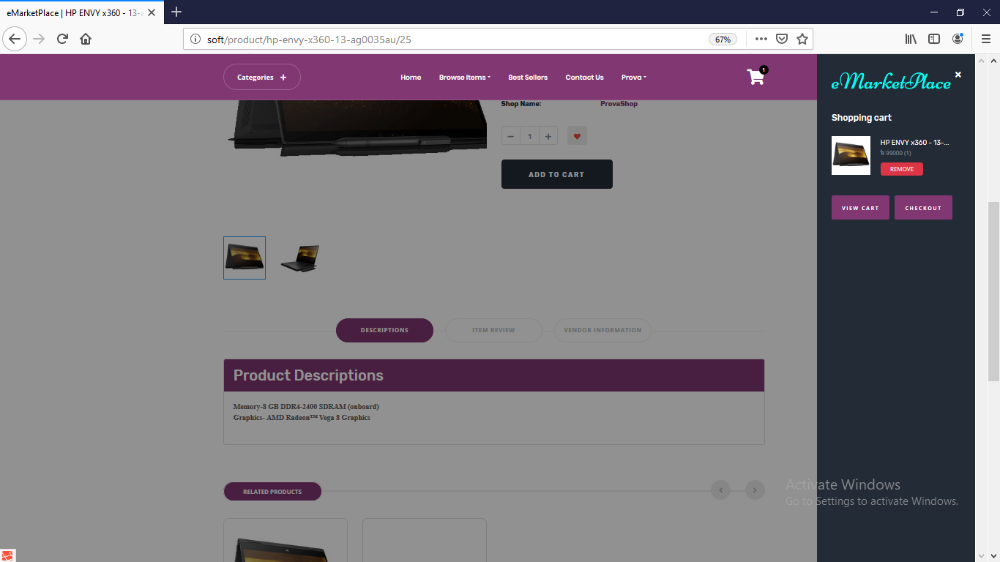 eMarketPlace | HP ENVY x360 - 13-a
soft/product/hp-envy-x360-13-ag0035au/25
67%
Categories +
Home
Browse Items
Best Sellers
Contact Us
Prova
1
eMarketPlace
×
Shop Name:
ProvaShop
− 1 +
ADD TO CART
Shopping cart
HP ENVY x360 - 13-...
৳ 99000 (1)
REMOVE
VIEW CART
CHECKOUT
DESCRIPTIONS
ITEM REVIEW
VENDOR INFORMATION
Product Descriptions
Memory-8 GB DDR4-2400 SDRAM (onboard)
Graphics- AMD Radeon™ Vega 8 Graphics
RELATED PRODUCTS
Activate Windows
Go to Settings to activate Windows.